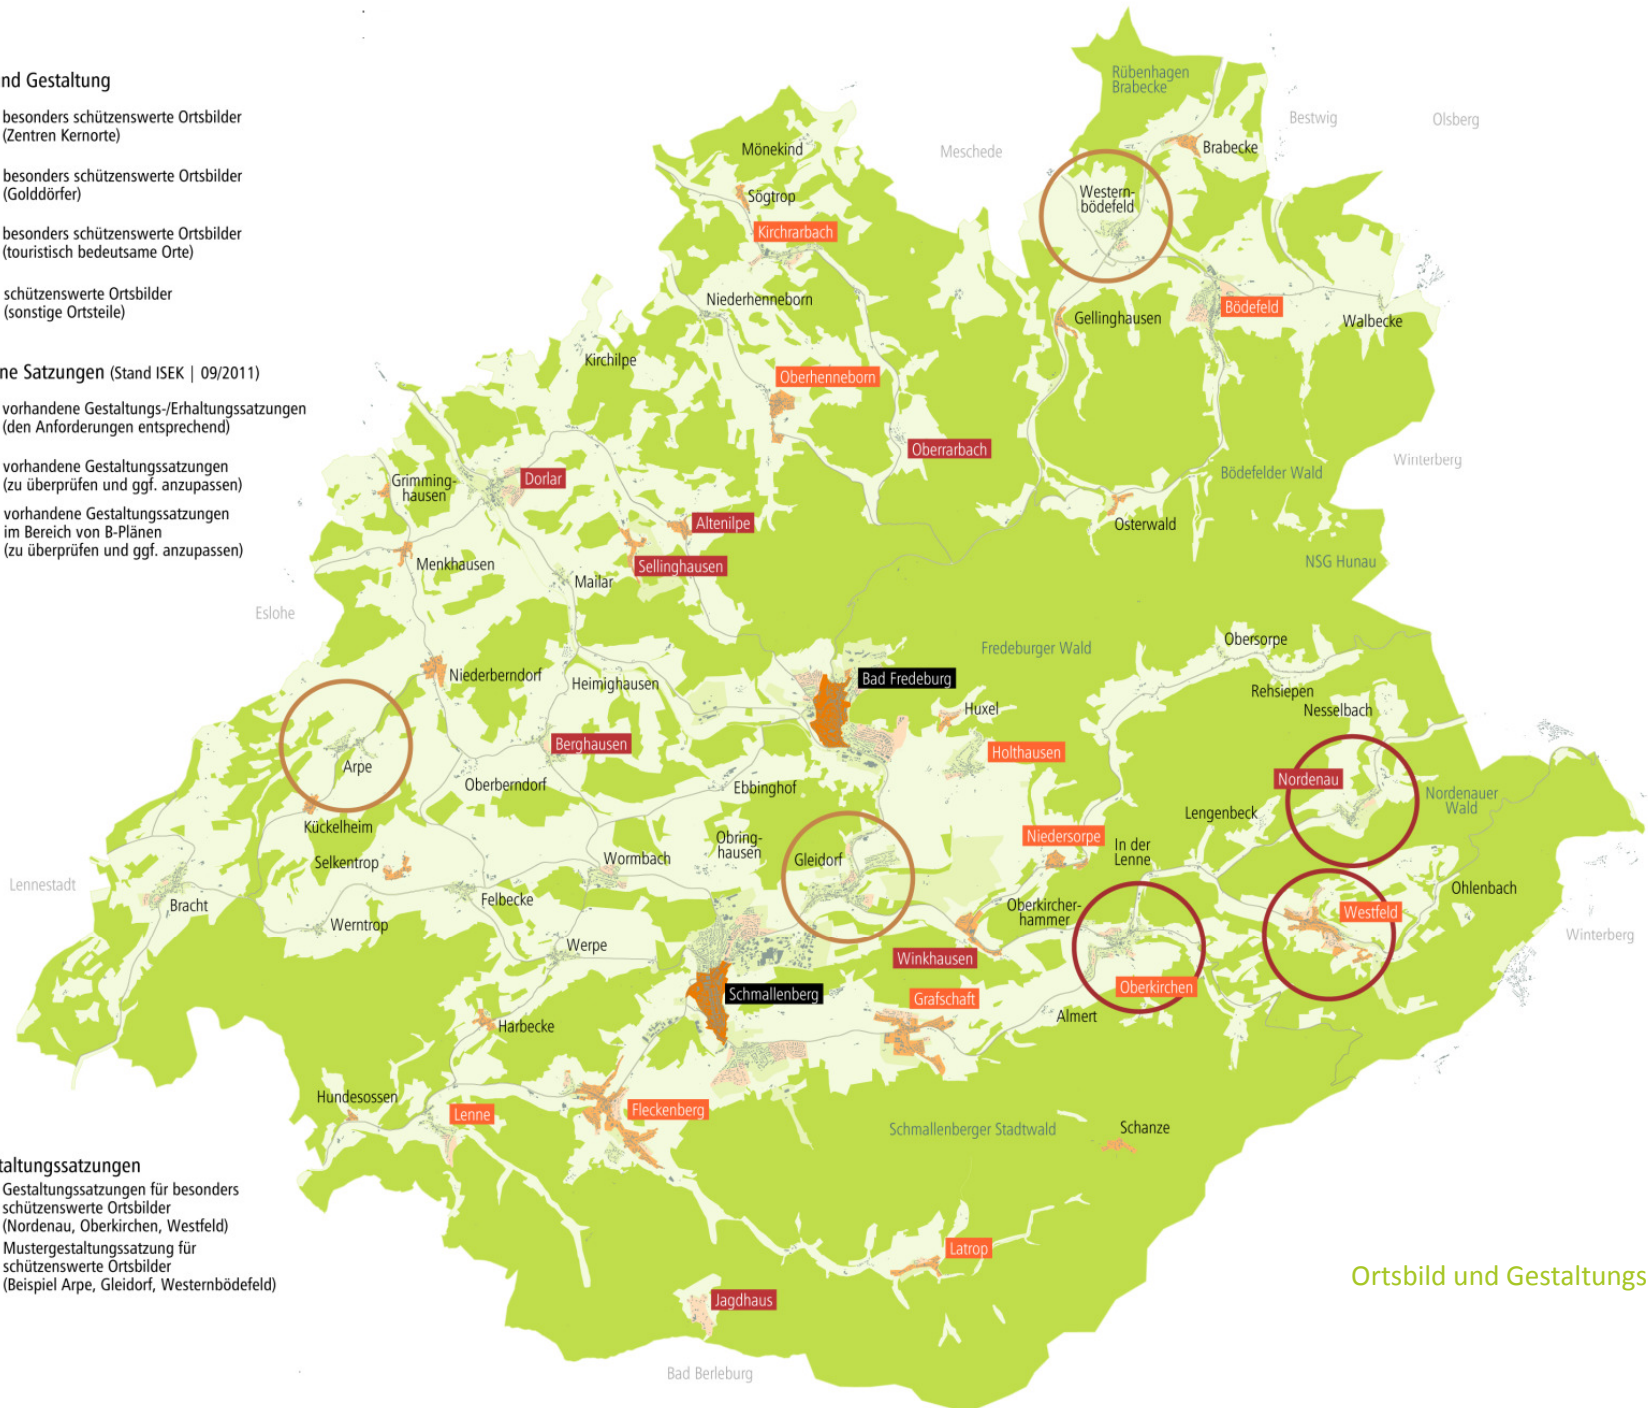 nd Gestaltung
besonders schützenswerte Ortsbilder
(Zentren Kernorte)
besonders schützenswerte Ortsbilder
(Golddörfer)
besonders schützenswerte Ortsbilder
(touristisch bedeutsame Orte)
schützenswerte Ortsbilder
(sonstige Ortsteile)
ne Satzungen (Stand ISEK | 09/2011)
vorhandene Gestaltungs-/Erhaltungssatzungen
(den Anforderungen entsprechend)
vorhandene Gestaltungssatzungen
(zu überprüfen und ggf. anzupassen)
vorhandene Gestaltungssatzungen
im Bereich von B-Plänen
(zu überprüfen und ggf. anzupassen)
taltungssatzungen
Gestaltungssatzungen für besonders
schützenswerte Ortsbilder
(Nordenau, Oberkirchen, Westfeld)
Mustergestaltungssatzung für
schützenswerte Ortsbilder
(Beispiel Arpe, Gleidorf, Westernbödefeld)
Rübenhagen
Brabecke
Bestwig
Olsberg
Meschede
Mönekind
Brabecke
Sögtrop
Western-
bödefeld
Kirchrarbach
Niederhenneborn
Bödefeld
Gellinghausen
Walbecke
Kirchilpe
Oberhenneborn
Oberrarbach
Winterberg
Bödefelder Wald
Grimming-
hausen
Dorlar
Altenilpe
Osterwald
Menkhausen
Sellinghausen
Mailar
NSG Hunau
Eslohe
Obersorpe
Fredeburger Wald
Niederberndorf
Heimighausen
Bad Fredeburg
Rehsiepen
Nesselbach
Huxel
Berghausen
Holthausen
Arpe
Oberberndorf
Ebbinghof
Nordenau
Nordenauer
Wald
Lengenbeck
Kückelheim
Obring-
hausen
Niedersorpe
In der
Lenne
Selkentrop
Wormbach
Gleidorf
Lennestadt
Bracht
Felbecke
Ohlenbach
Werntrop
Oberkircher-
hammer
Westfeld
Winterberg
Werpe
Winkhausen
Oberkirchen
Schmallenberg
Grafschaft
Almert
Harbecke
Hundesossen
Lenne
Fleckenberg
Schmallenberger Stadtwald
Schanze
Latrop
Jagdhaus
Ortsbild und Gestaltungs
Bad Berleburg